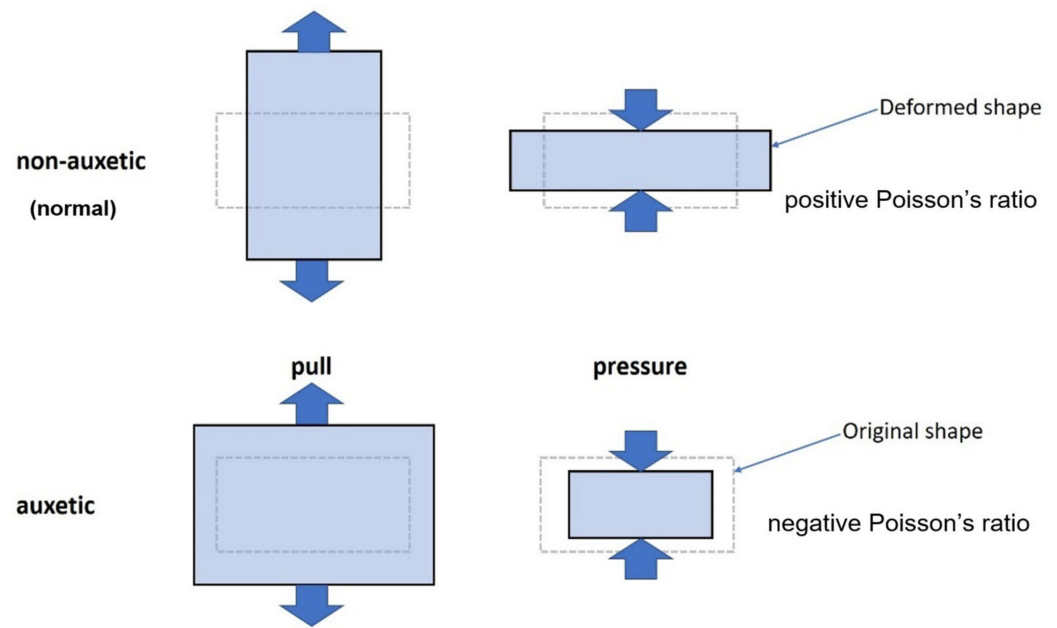 Deformed shape
non-auxetic
(normal)
positive Poisson’s ratio
pull
pressure
Original shape
auxetic
negative Poisson’s ratio